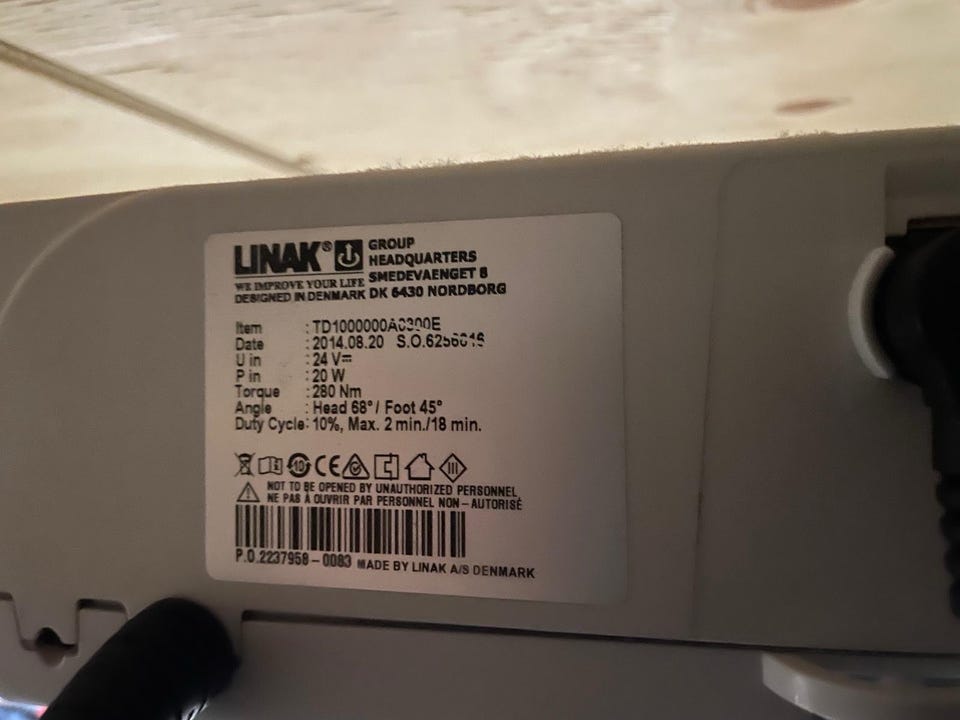 LINAK® GROUP
HEADQUARTERS
WE IMPROVE YOUR LIFE SMEDEVAENGET 8
DESIGNED IN DENMARK DK 6430 NORDBORG
Item : TD1000000A0300E
Date : 2014.08.20 S.O.6256016
U in : 24 V
P in : 20 W
Torque : 280 Nm
Angle : Head 68° / Foot 45°
Duty Cycle: 10%, Max. 2 min./18 min.
10 CE
NOT TO BE OPENED BY UNAUTHORIZED PERSONNEL
NE PAS À OUVRIR PAR PERSONNEL NON - AUTORISÉ
P.O.2237958-0083 MADE BY LINAK A/S DENMARK